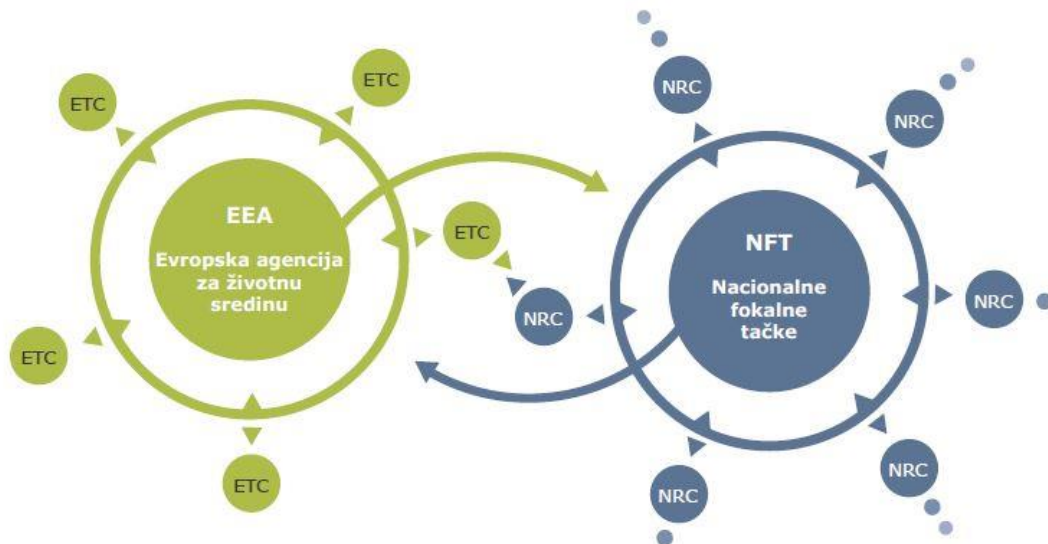 ETC
ETC
EEA
Evropska agencija
za životnu
sredinu
ETC
ETC
ETC
NRC
NRC
NFT
Nacionalne
fokalne
tačke
NRC
NRC
NRC
NRC